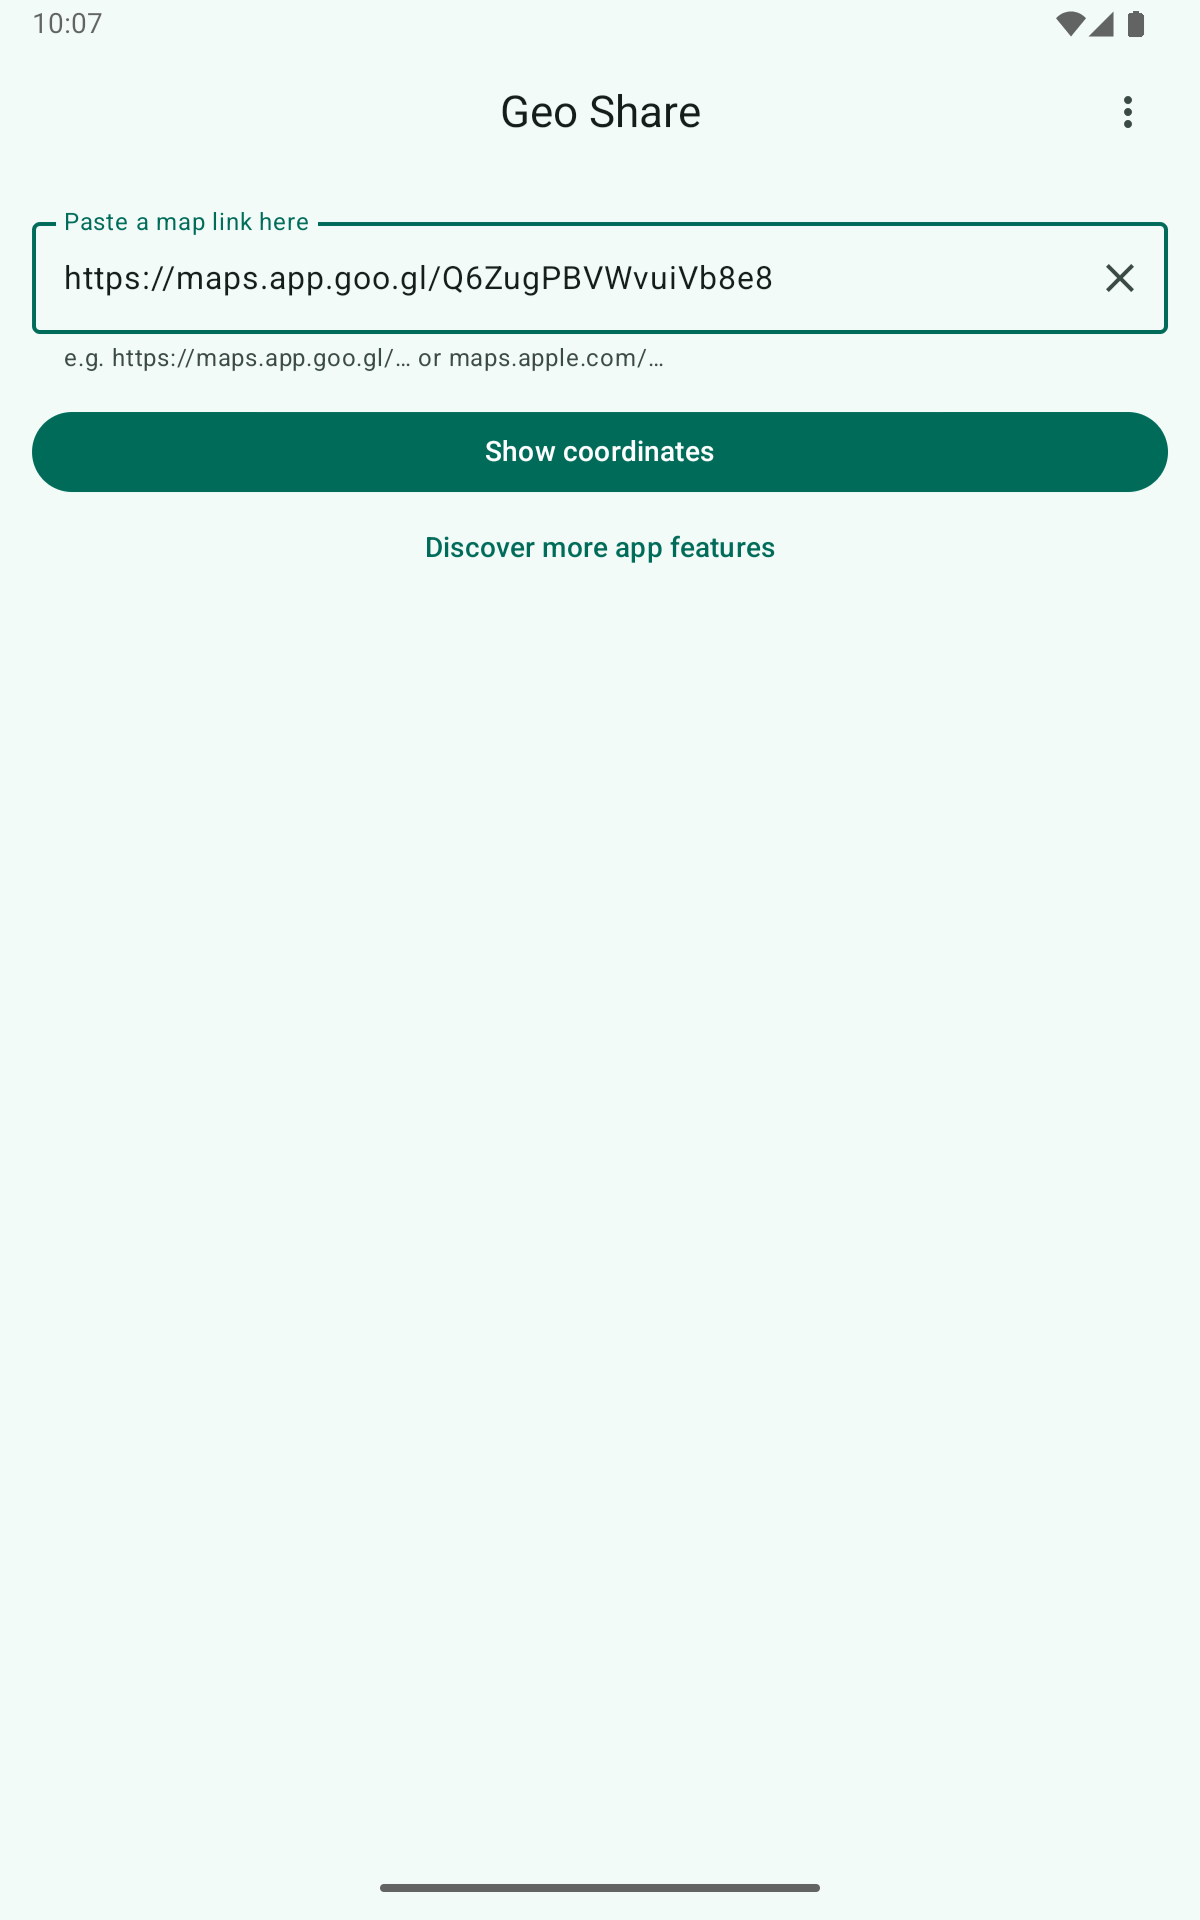 10:07
Geo Share
Paste a map link here
https://maps.app.goo.gl/Q6ZugPBVWvuiVb8e8
e.g. https://maps.app.goo.gl/… or maps.apple.com/…
Show coordinates
Discover more app features